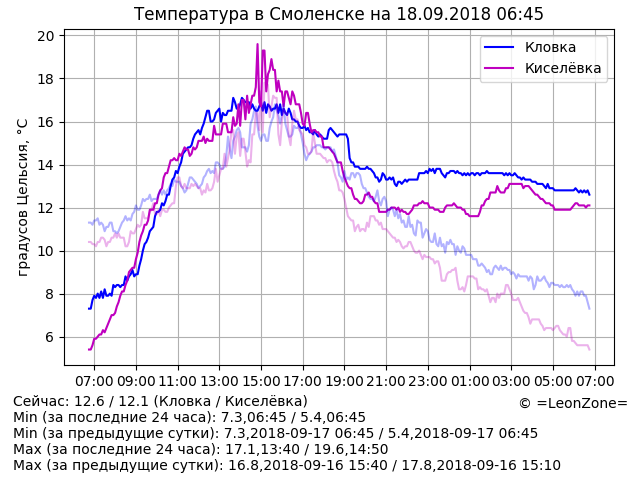 Температура в Смоленске на 18.09.2018 06:45
градусов Цельсия, °C
20
18
16
14
12
10
8
6
Кловка
Киселёвка
07:00 09:00 11:00 13:00 15:00 17:00 19:00 21:00 23:00 01:00 03:00 05:00 07:00
Сейчас: 12.6 / 12.1 (Кловка / Киселёвка)
© =LeonZone=
Min (за последние 24 часа): 7.3,06:45 / 5.4,06:45
Min (за предыдущие сутки): 7.3,2018-09-17 06:45 / 5.4,2018-09-17 06:45
Max (за последние 24 часа): 17.1,13:40 / 19.6,14:50
Max (за предыдущие сутки): 16.8,2018-09-16 15:40 / 17.8,2018-09-16 15:10